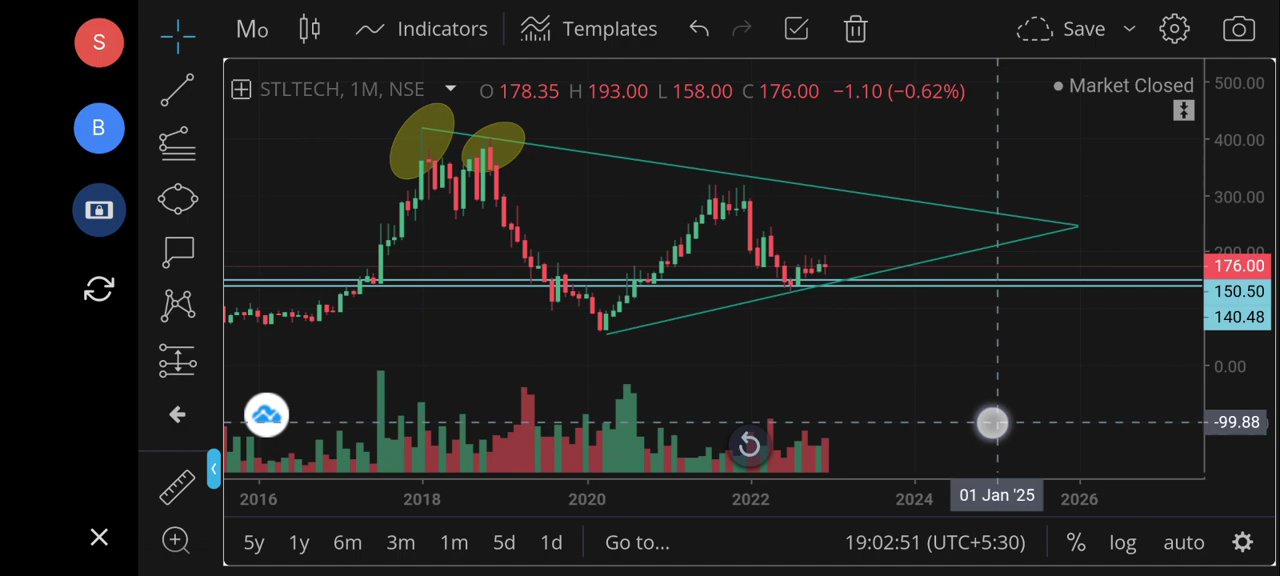 S
B
Mo Indicators Templates Save
STLTECH, 1M, NSE O 178.35 H 193.00 L 158.00 C 176.00 −1.10 (−0.62%)
Market Closed
500.00
400.00
300.00
200.00
176.00
150.50
140.48
0.00
-99.88
2016 2018 2020 2022 2024 01 Jan '25 2026
5y 1y 6m 3m 1m 5d 1d Go to... 19:02:51 (UTC+5:30) % log auto